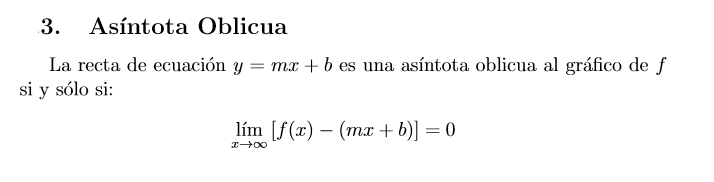 3. Asíntota Oblicua
La recta de ecuación y = mx + b es una asíntota oblicua al gráfico de f
si y sólo si:
lím [f(x) − (mx + b)] = 0
x→∞